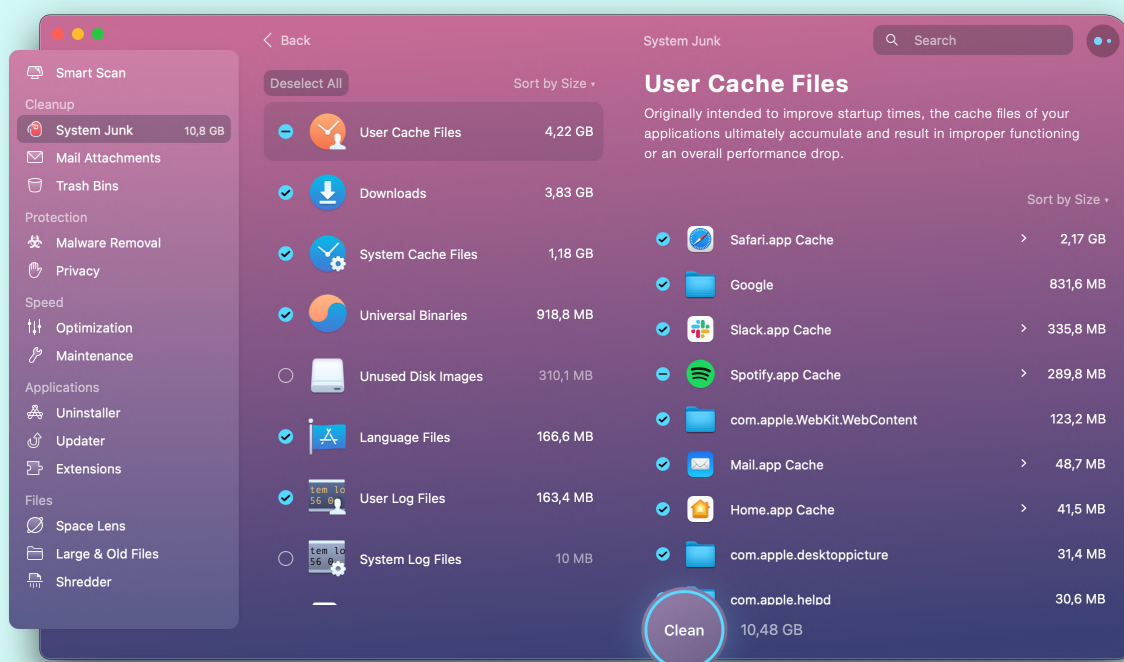 Smart Scan
Cleanup
System Junk 10,8 GB
Mail Attachments
Trash Bins
Protection
Malware Removal
Privacy
Speed
Optimization
Maintenance
Applications
Uninstaller
Updater
Extensions
Files
Space Lens
Large & Old Files
Shredder
Back
Deselect All Sort by Size
User Cache Files 4,22 GB
Downloads 3,83 GB
System Cache Files 1,18 GB
Universal Binaries 918,8 MB
Unused Disk Images 310,1 MB
Language Files 166,6 MB
tem lo
56 0
User Log Files 163,4 MB
tem lo
56 0
System Log Files 10 MB
System Junk
Search
User Cache Files
Originally intended to improve startup times, the cache files of your
applications ultimately accumulate and result in improper functioning
or an overall performance drop.
Sort by Size
Safari.app Cache 2,17 GB
Google 831,6 MB
Slack.app Cache 335,8 MB
Spotify.app Cache 289,8 MB
com.apple.WebKit.WebContent 123,2 MB
Mail.app Cache 48,7 MB
Home.app Cache 41,5 MB
com.apple.desktoppicture 31,4 MB
com.apple.helpd 30,6 MB
Clean 10,48 GB